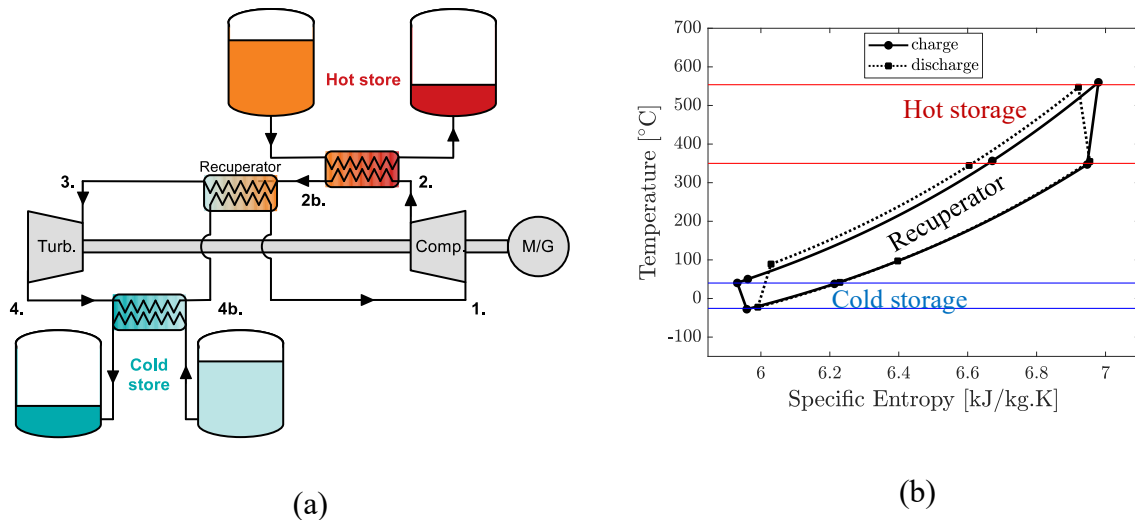 Hot store
Recuperator
3.
2b.
2.
Turb.
Comp.
M/G
4.
4b.
1.
Cold
store
(a)
700
600
500
400
300
200
100
0
-100
Temperature [°C]
charge
discharge
Hot storage
Recuperator
Cold storage
6
6.2
6.4
6.6
6.8
7
Specific Entropy [kJ/kg.K]
(b)